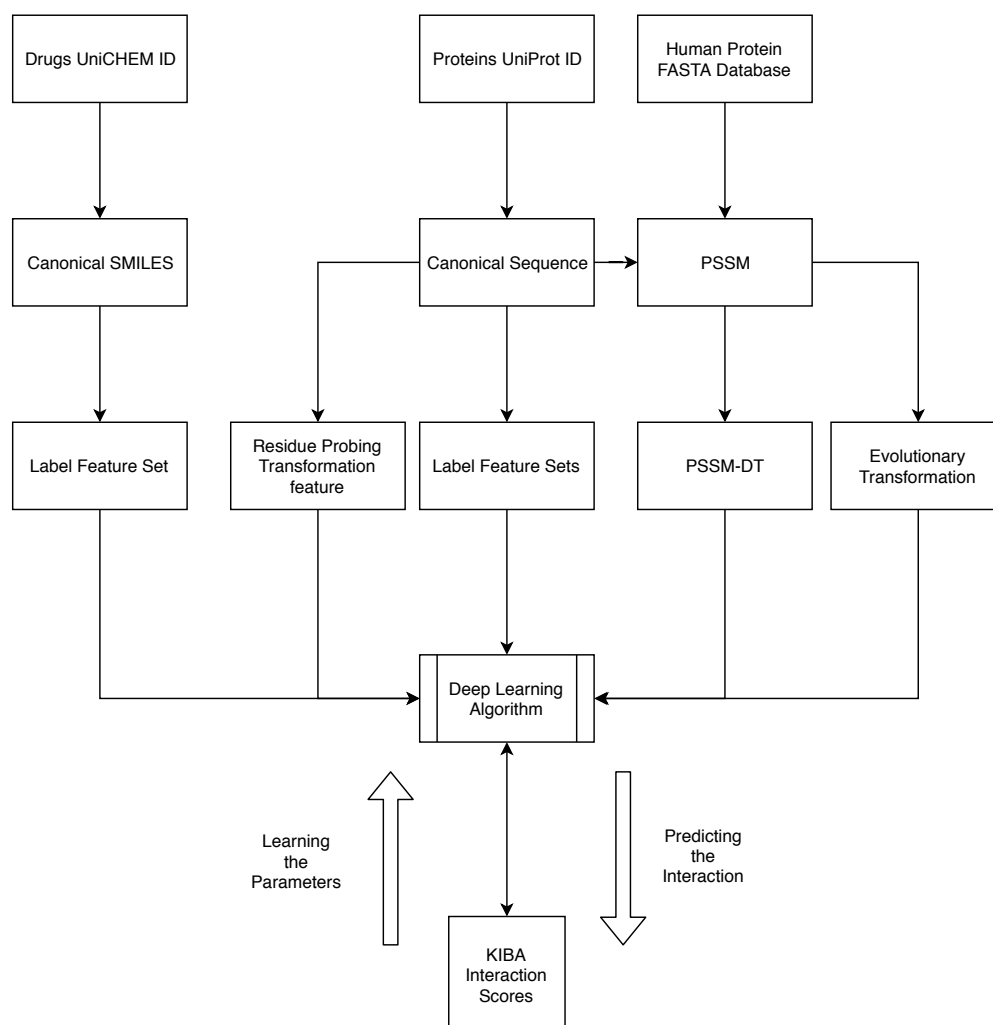 Drugs UniCHEM ID
Proteins UniProt ID
Human Protein
FASTA Database
Canonical SMILES
Canonical Sequence
PSSM
Label Feature Set
Residue Probing
Transformation
feature
Label Feature Sets
PSSM-DT
Evolutionary
Transformation
Deep Learning
Algorithm
Learning
the
Parameters
Predicting
the
Interaction
KIBA
Interaction
Scores